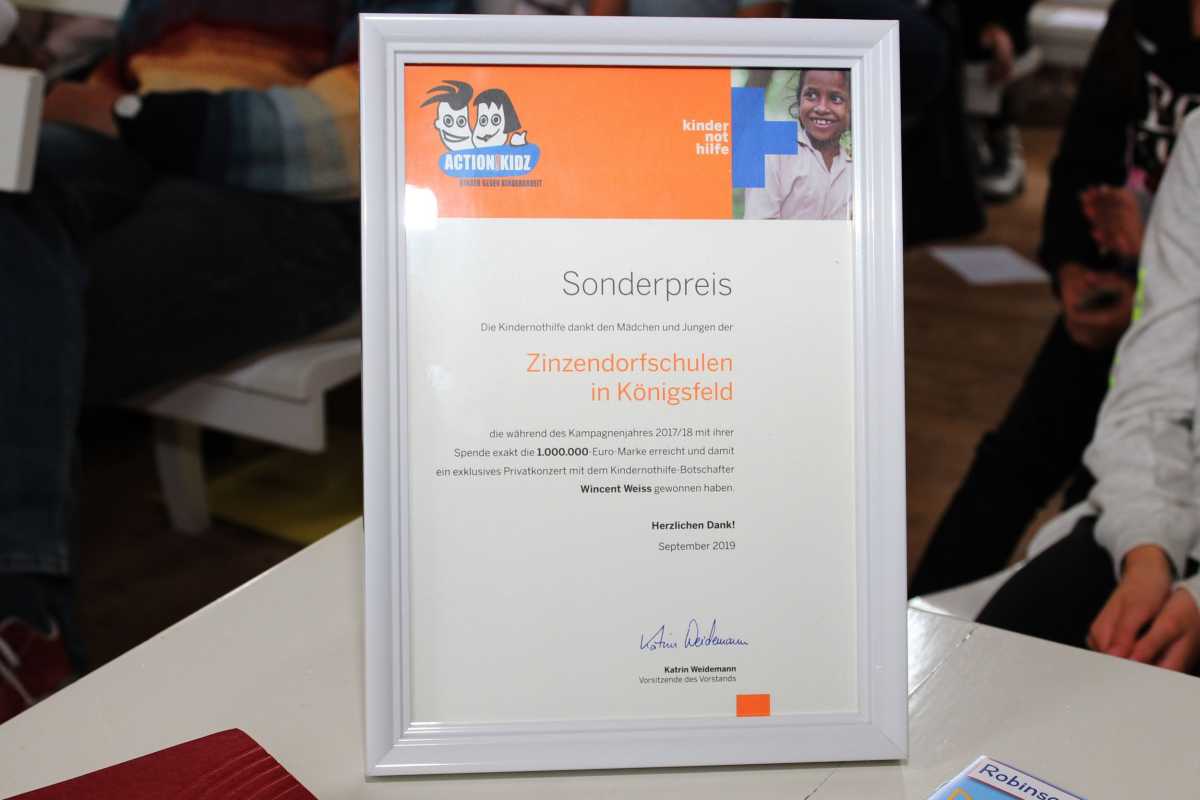 ACTION KIDZ
KINDER GEGEN KINDERARBEIT
kinder
not
hilfe
Sonderpreis
Die Kindernothilfe dankt den Mädchen und Jungen der
Zinzendorfschulen
in Königsfeld
die während des Kampagnenjahres 2017/18 mit ihrer
Spende exakt die 1.000.000-Euro-Marke erreicht und damit
ein exklusives Privatkonzert mit dem Kindernothilfe-Botschafter
Wincent Weiss gewonnen haben.
Herzlichen Dank!
September 2019
Katrin Weidemann
Katrin Weidemann
Vorsitzende des Vorstands